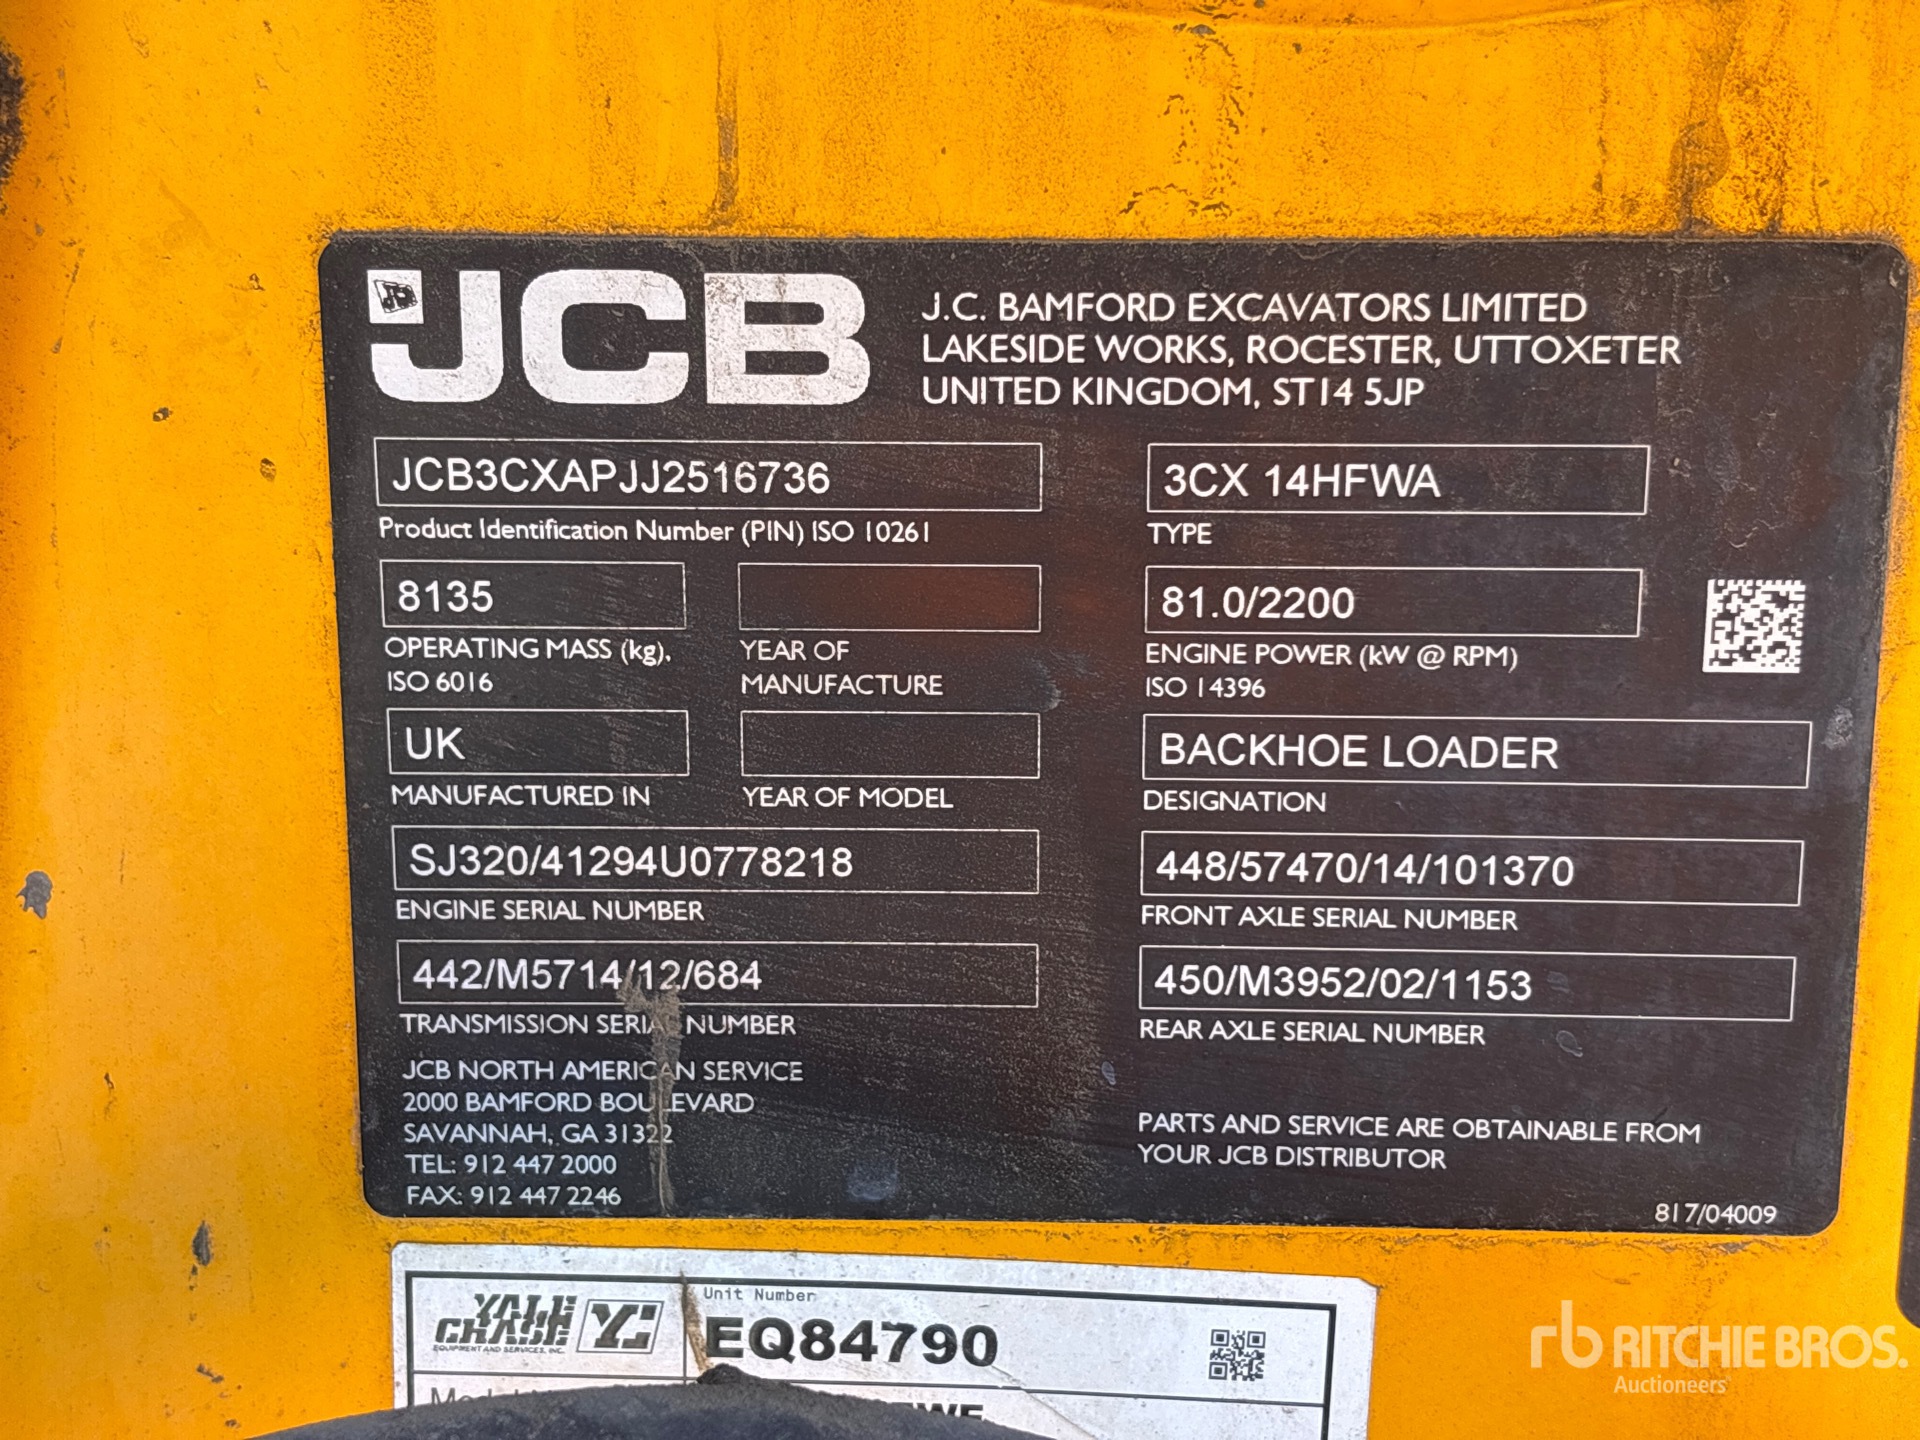 JCB
J.C. BAMFORD EXCAVATORS LIMITED
LAKESIDE WORKS, ROCESTER, UTTOXETER
UNITED KINGDOM, ST14 5JP
JCB3CXAPJJ2516736
Product Identification Number (PIN) ISO 10261
3CX 14HFWA
TYPE
8135
OPERATING MASS (kg),
ISO 6016
YEAR OF
MANUFACTURE
81.0/2200
ENGINE POWER (kW @ RPM)
ISO 14396
UK
MANUFACTURED IN
YEAR OF MODEL
BACKHOE LOADER
DESIGNATION
SJ320/41294U0778218
ENGINE SERIAL NUMBER
448/57470/14/101370
FRONT AXLE SERIAL NUMBER
442/M5714/12/684
TRANSMISSION SERIAL NUMBER
450/M3952/02/1153
REAR AXLE SERIAL NUMBER
JCB NORTH AMERICAN SERVICE
2000 BAMFORD BOULEVARD
SAVANNAH, GA 31322
TEL: 912 447 2000
FAX: 912 447 2246
PARTS AND SERVICE ARE OBTAINABLE FROM
YOUR JCB DISTRIBUTOR
817/04009
YALE
CHASE
EQUIPMENT AND SERVICES, INC.
YC
Unit Number
EQ84790
rb RITCHIE BROS.
Auctioneers